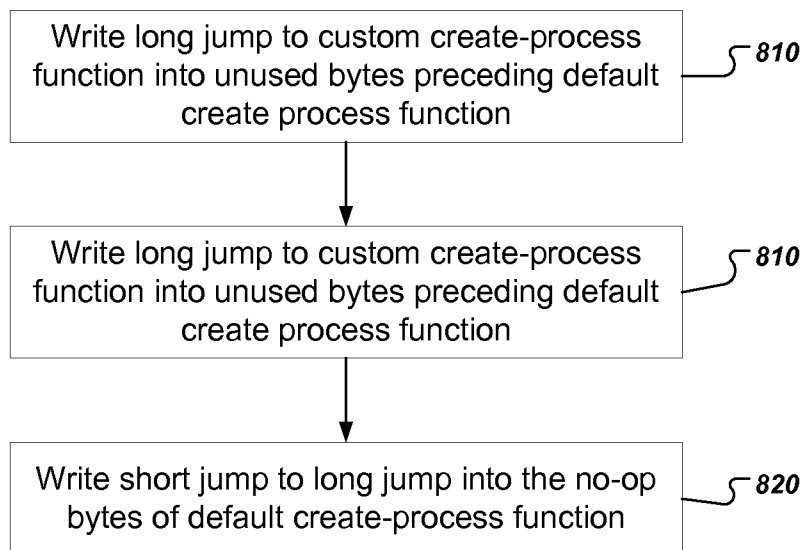 Write long jump to custom create-process
function into unused bytes preceding default
create process function
810
Write long jump to custom create-process
function into unused bytes preceding default
create process function
810
Write short jump to long jump into the no-op
bytes of default create-process function
820